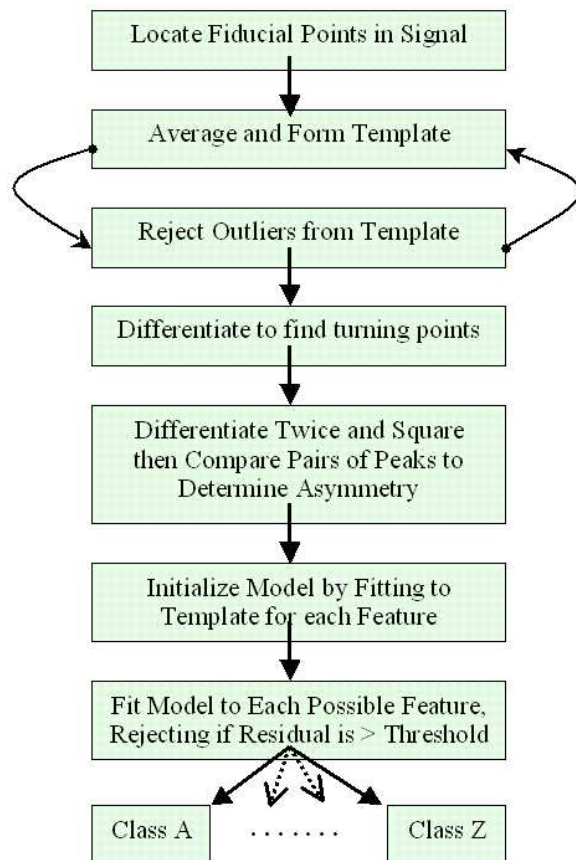 Locate Fiducial Points in Signal
Average and Form Template
Reject Outliers from Template
Differentiate to find turning points
Differentiate Twice and Square
then Compare Pairs of Peaks to
Determine Asymmetry
Initialize Model by Fitting to
Template for each Feature
Fit Model to Each Possible Feature,
Rejecting if Residual is > Threshold
Class A ....... Class Z